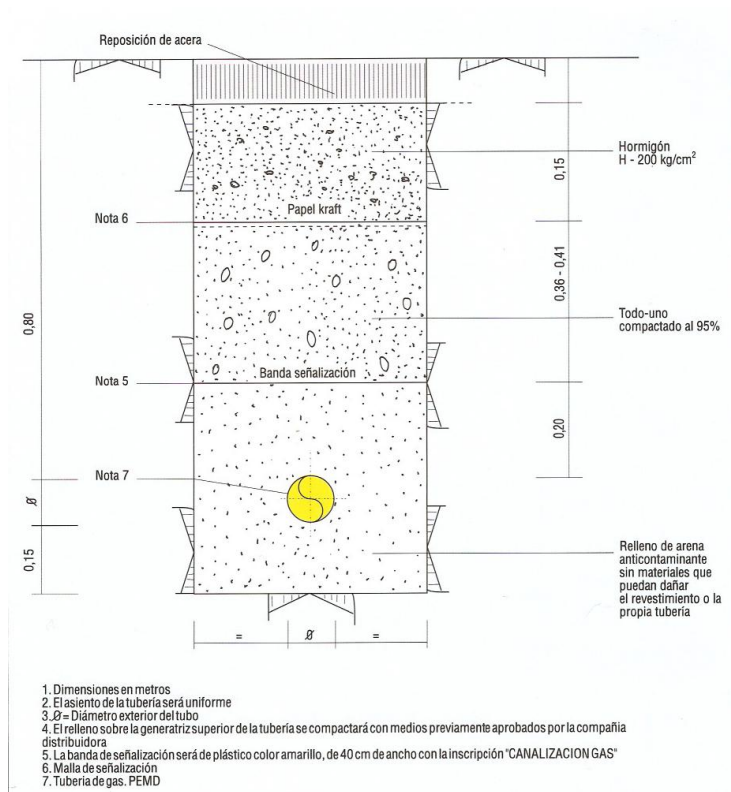 Reposición de acera
Hormigón
H - 200 kg/cm²
0,15
Papel kraft
Nota 6
0,36 - 0,41
0,80
Todo-uno
compactado al 95%
Banda señalización
Nota 5
0,20
Nota 7
Ø
0,15
Relleno de arena
anticontaminante
sin materiales que
puedan dañar
el revestimiento o la
propia tubería
= Ø =
1. Dimensiones en metros
2. El asiento de la tubería será uniforme
3. Ø = Diámetro exterior del tubo
4. El relleno sobre la generatriz superior de la tubería se compactará con medios previamente aprobados por la compañia
distribuidora
5. La banda de señalización será de plástico color amarillo, de 40 cm de ancho con la inscripción "CANALIZACION GAS"
6. Malla de señalización
7. Tubería de gas. PEMD